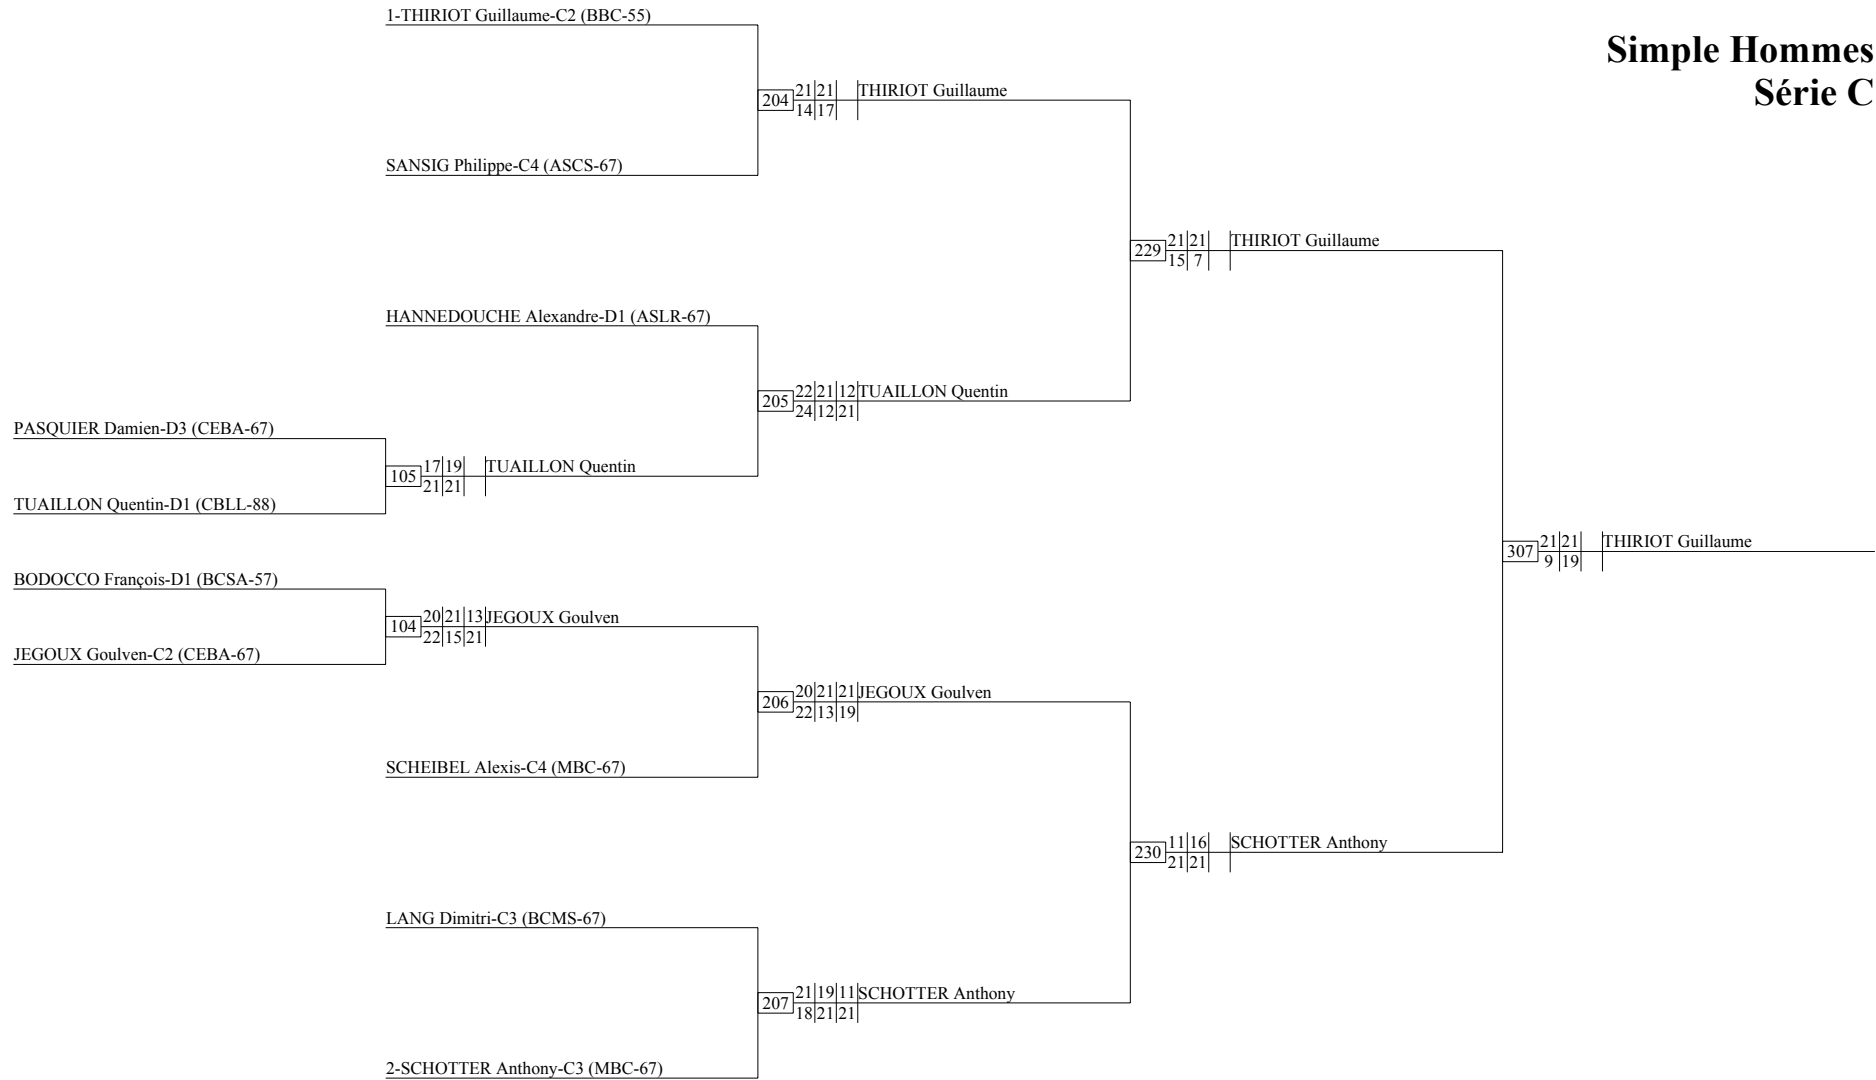 1-THIRIOT Guillaume-C2 (BBC-55)
Simple Hommes
Série C
204 21 21 THIRIOT Guillaume
14 17
SANSIG Philippe-C4 (ASCS-67)
229 21 21 THIRIOT Guillaume
15 7
HANNEDOUCHE Alexandre-D1 (ASLR-67)
205 22 21 12 TUAILLON Quentin
24 12 21
PASQUIER Damien-D3 (CEBA-67)
105 17 19 TUAILLON Quentin
21 21
TUAILLON Quentin-D1 (CBLL-88)
307 21 21 THIRIOT Guillaume
9 19
BODOCCO François-D1 (BCSA-57)
104 20 21 13 JEGOUX Goulven
22 15 21
JEGOUX Goulven-C2 (CEBA-67)
206 20 21 21 JEGOUX Goulven
22 13 19
SCHEIBEL Alexis-C4 (MBC-67)
230 11 16 SCHOTTER Anthony
21 21
LANG Dimitri-C3 (BCMS-67)
207 21 19 11 SCHOTTER Anthony
18 21 21
2-SCHOTTER Anthony-C3 (MBC-67)